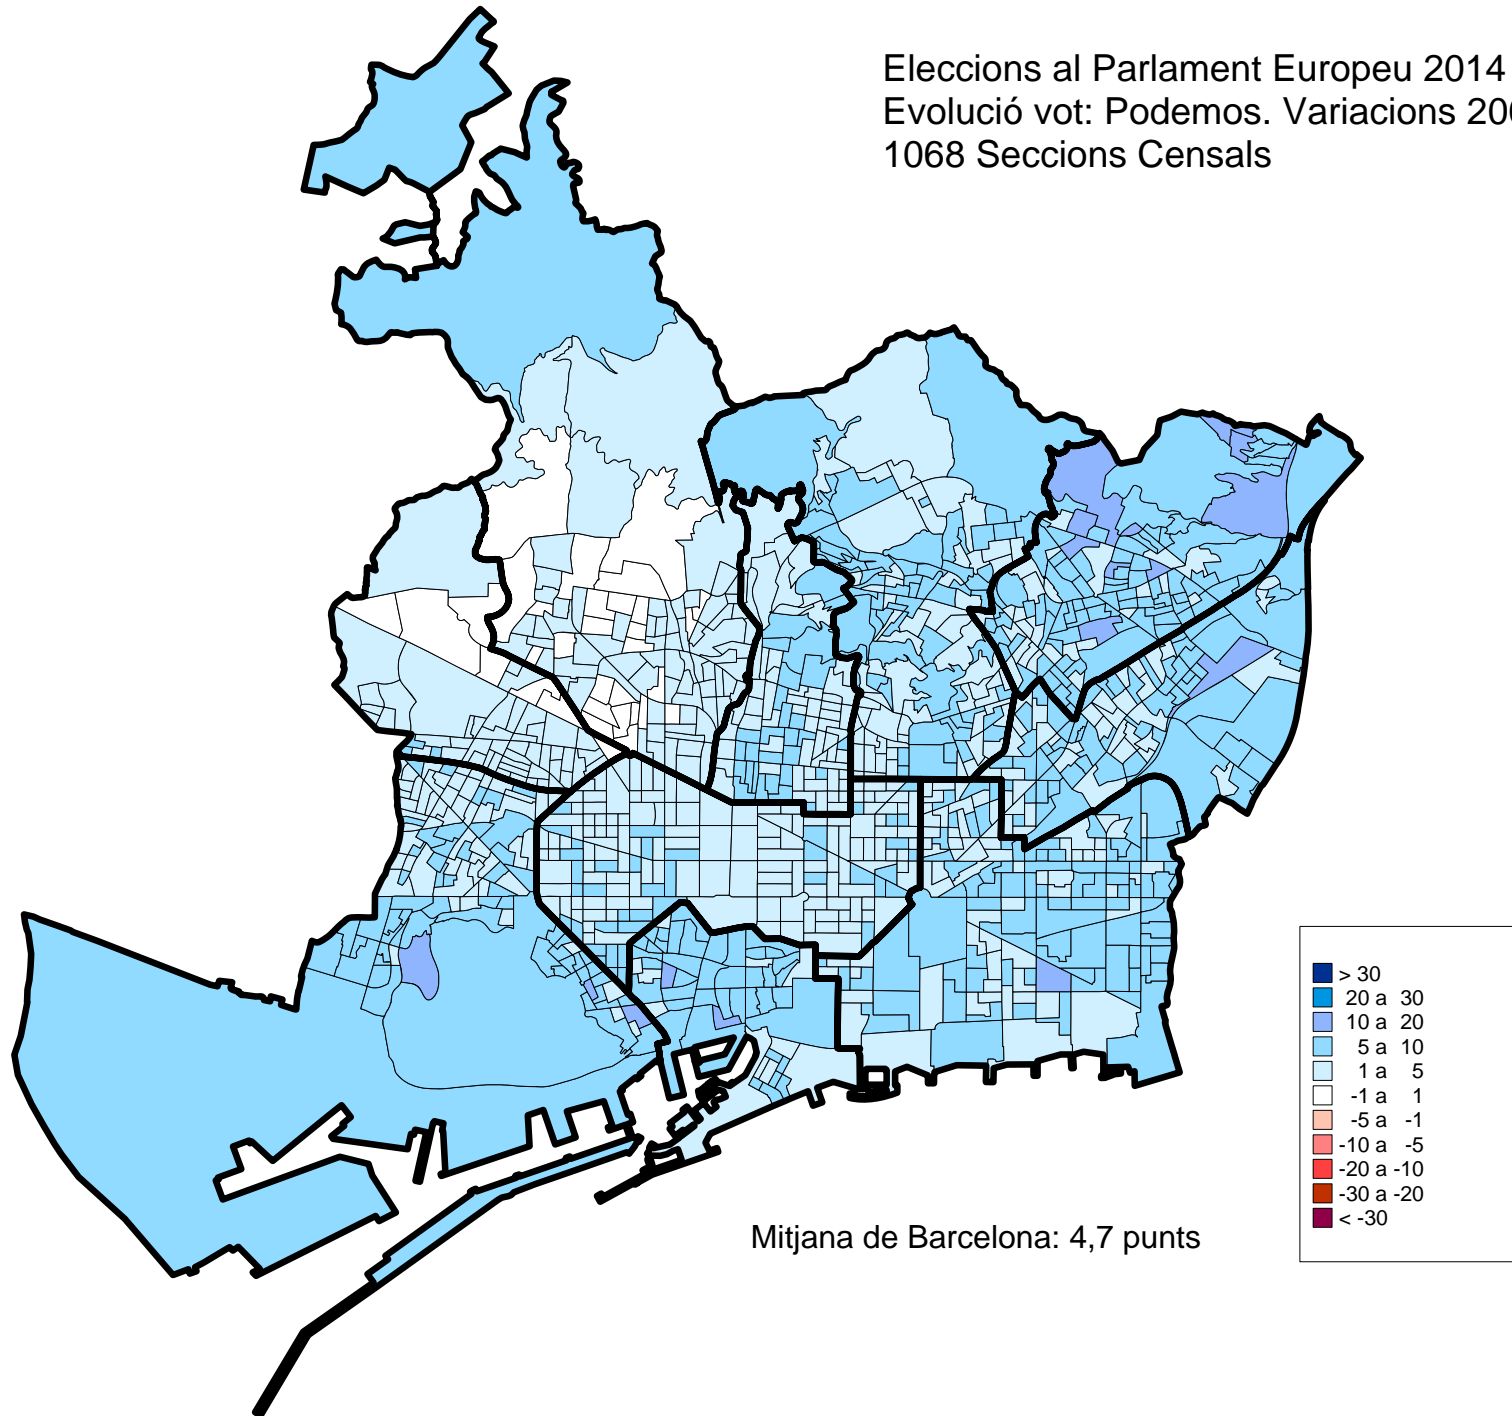 Eleccions al Parlament Europeu 2014
Evolució vot: Podemos. Variacions
1068 Seccions Censals
> 30
20 a 30
10 a 20
5 a 10
1 a 5
-1 a 1
-5 a -1
-10 a -5
-20 a -10
-30 a -20
< -30
Mitjana de Barcelona: 4,7 punts